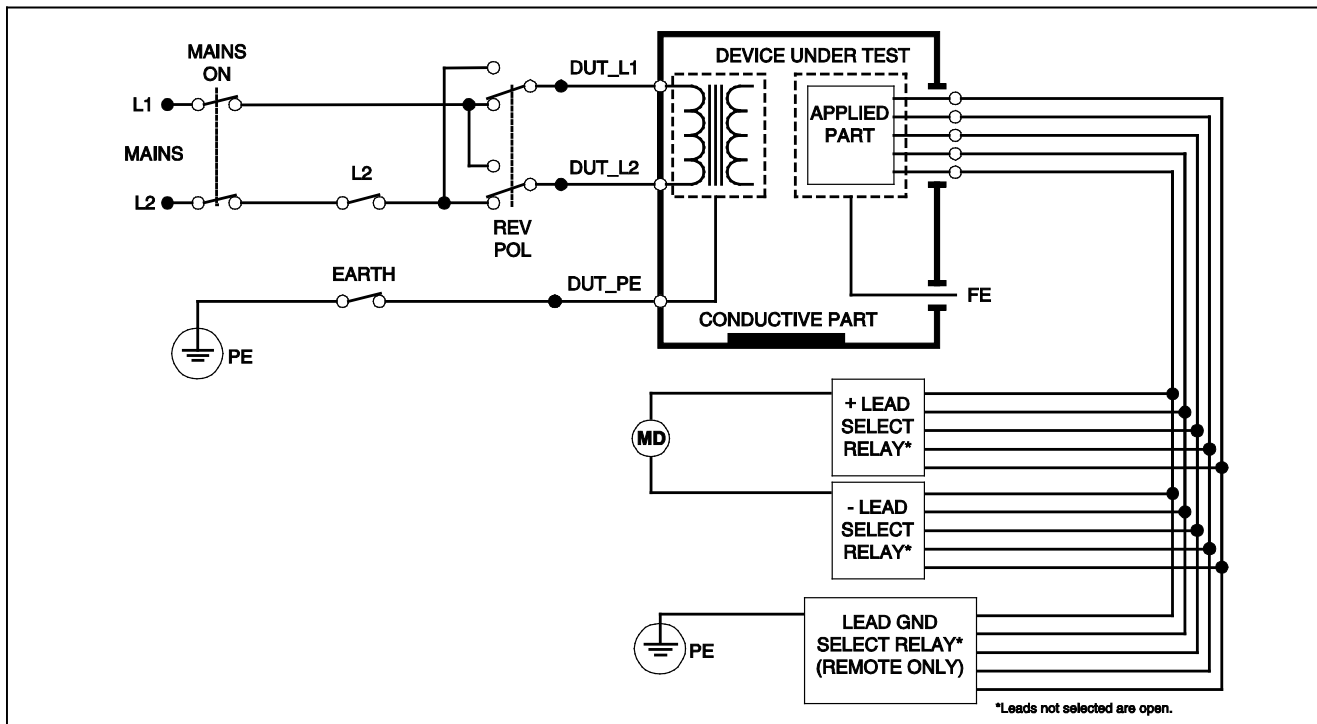 MAINS
ON
L1
MAINS
L2
L2
REV
POL
DUT_L1
DUT_L2
EARTH
DUT_PE
PE
DEVICE UNDER TEST
APPLIED
PART
FE
CONDUCTIVE PART
MD
+ LEAD
SELECT
RELAY*
- LEAD
SELECT
RELAY*
LEAD GND
SELECT RELAY*
(REMOTE ONLY)
PE
*Leads not selected are open.